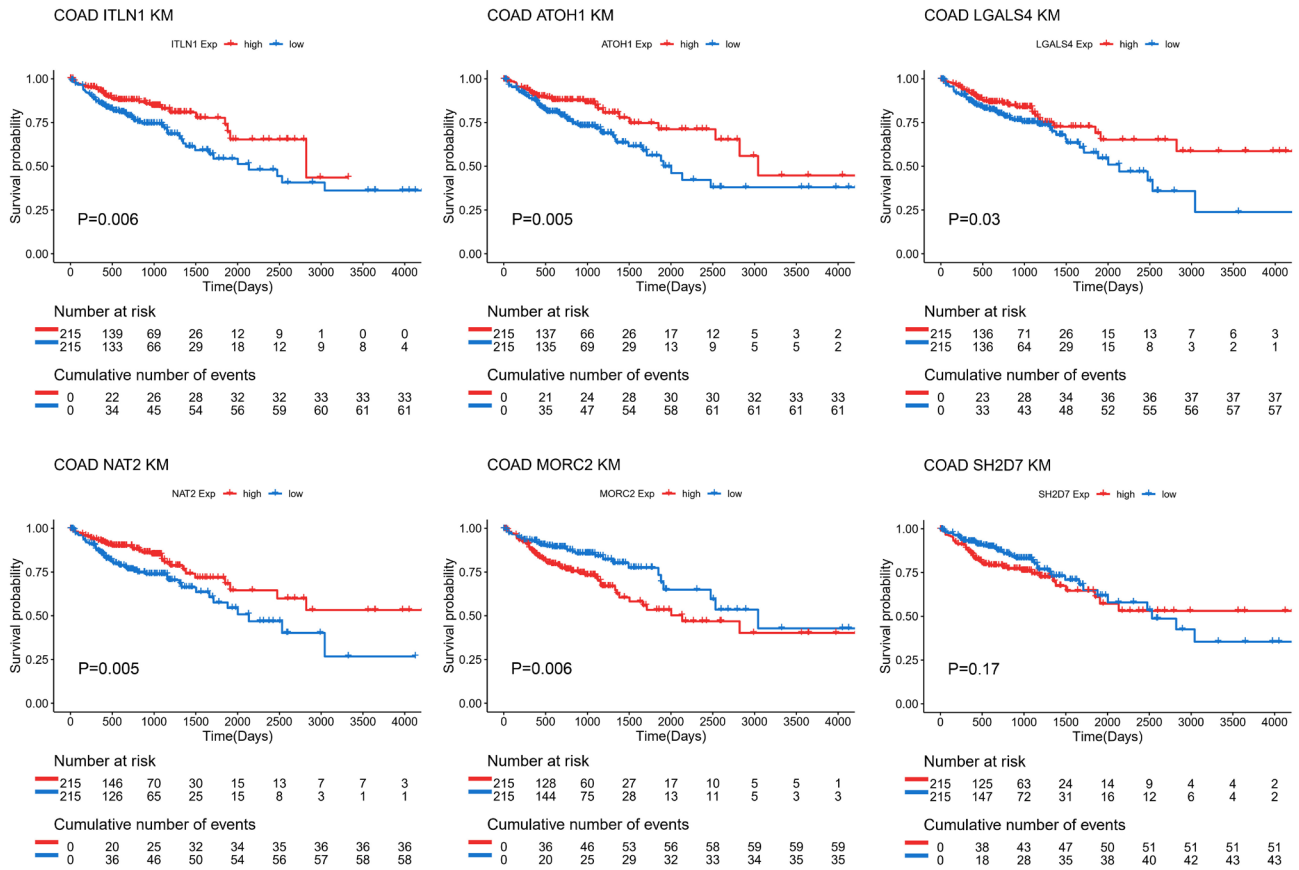 COAD ITLN1 KM
ITLN1 Exp high low
Survival probability
1.00
0.75
0.50
0.25
0.00
P=0.006
0 500 1000 1500 2000 2500 3000 3500 4000
Time(Days)
Number at risk
215 139 69 26 12 9 1 0 0
215 133 66 29 18 12 9 8 4
Cumulative number of events
0 22 26 28 32 32 33 33 33
0 34 45 54 56 59 60 61 61
COAD ATOH1 KM
ATOH1 Exp high low
Survival probability
1.00
0.75
0.50
0.25
0.00
P=0.005
0 500 1000 1500 2000 2500 3000 3500 4000
Time(Days)
Number at risk
215 137 66 26 17 12 5 3 2
215 135 69 29 13 9 5 5 2
Cumulative number of events
0 21 24 28 30 30 32 33 33
0 35 47 54 58 61 61 61 61
COAD LGALS4 KM
LGALS4 Exp high low
Survival probability
1.00
0.75
0.50
0.25
0.00
P=0.03
0 500 1000 1500 2000 2500 3000 3500 4000
Time(Days)
Number at risk
215 136 71 26 15 13 7 6 3
215 136 64 29 15 8 3 2 1
Cumulative number of events
0 23 28 34 36 36 37 37 37
0 33 43 48 52 55 56 57 57
COAD NAT2 KM
NAT2 Exp high low
Survival probability
1.00
0.75
0.50
0.25
0.00
P=0.005
0 500 1000 1500 2000 2500 3000 3500 4000
Time(Days)
Number at risk
215 146 70 30 15 13 7 7 3
215 126 65 25 15 8 3 1 1
Cumulative number of events
0 20 25 32 34 35 36 36 36
0 36 46 50 54 56 57 58 58
COAD MORC2 KM
MORC2 Exp high low
Survival probability
1.00
0.75
0.50
0.25
0.00
P=0.006
0 500 1000 1500 2000 2500 3000 3500 4000
Time(Days)
Number at risk
215 128 60 27 17 10 5 5 1
215 144 75 28 13 11 5 3 3
Cumulative number of events
0 36 46 53 56 58 59 59 59
0 20 25 29 32 33 34 35 35
COAD SH2D7 KM
SH2D7 Exp high low
Survival probability
1.00
0.75
0.50
0.25
0.00
P=0.17
0 500 1000 1500 2000 2500 3000 3500 4000
Time(Days)
Number at risk
215 125 63 24 14 9 4 4 2
215 147 72 31 16 12 6 4 2
Cumulative number of events
0 38 43 47 50 51 51 51 51
0 18 28 35 38 40 42 43 43